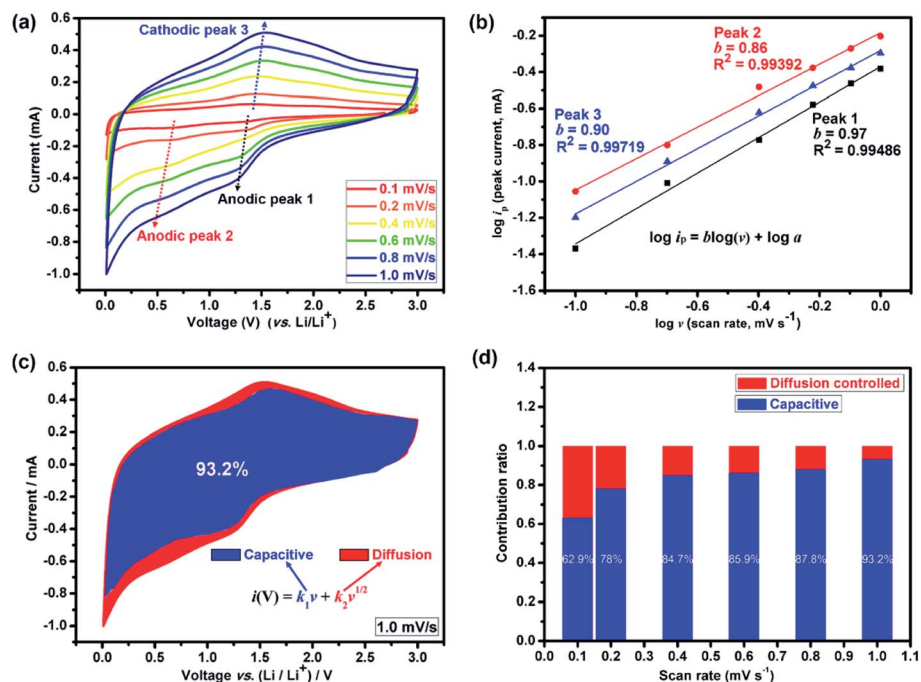 (a)
Cathodic peak 3
Anodic peak 1
Anodic peak 2
0.1 mV/s
0.2 mV/s
0.4 mV/s
0.6 mV/s
0.8 mV/s
1.0 mV/s
Current (mA)
0.6
0.4
0.2
0.0
-0.2
-0.4
-0.6
-0.8
-1.0
0.0 0.5 1.0 1.5 2.0 2.5 3.0
Voltage (V) (vs. Li/Li⁺)
(b)
Peak 2
b = 0.86
R² = 0.99392
Peak 3
b = 0.90
R² = 0.99719
Peak 1
b = 0.97
R² = 0.99486
log iₚ = blog(v) + log a
log iₚ (peak current, mA)
0.0
-0.4
-0.8
-1.2
-1.6
-1.0 -0.8 -0.6 -0.4 -0.2 0.0
log v (scan rate, mV s⁻¹)
(c)
93.2%
Capacitive
Diffusion
i(V) = k₁v + k₂v^1/2
1.0 mV/s
Current / mA
0.6
0.4
0.2
0.0
-0.2
-0.4
-0.6
-0.8
-1.0
0.0 0.5 1.0 1.5 2.0 2.5 3.0
Voltage vs. (Li / Li⁺) / V
(d)
Diffusion controlled
Capacitive
62.9% 78% 84.7% 85.9% 87.8% 93.2%
Contribution ratio
1.4
1.2
1.0
0.8
0.6
0.4
0.2
0.0
0.0 0.1 0.2 0.3 0.4 0.5 0.6 0.7 0.8 0.9 1.0 1.1
Scan rate (mV s⁻¹)